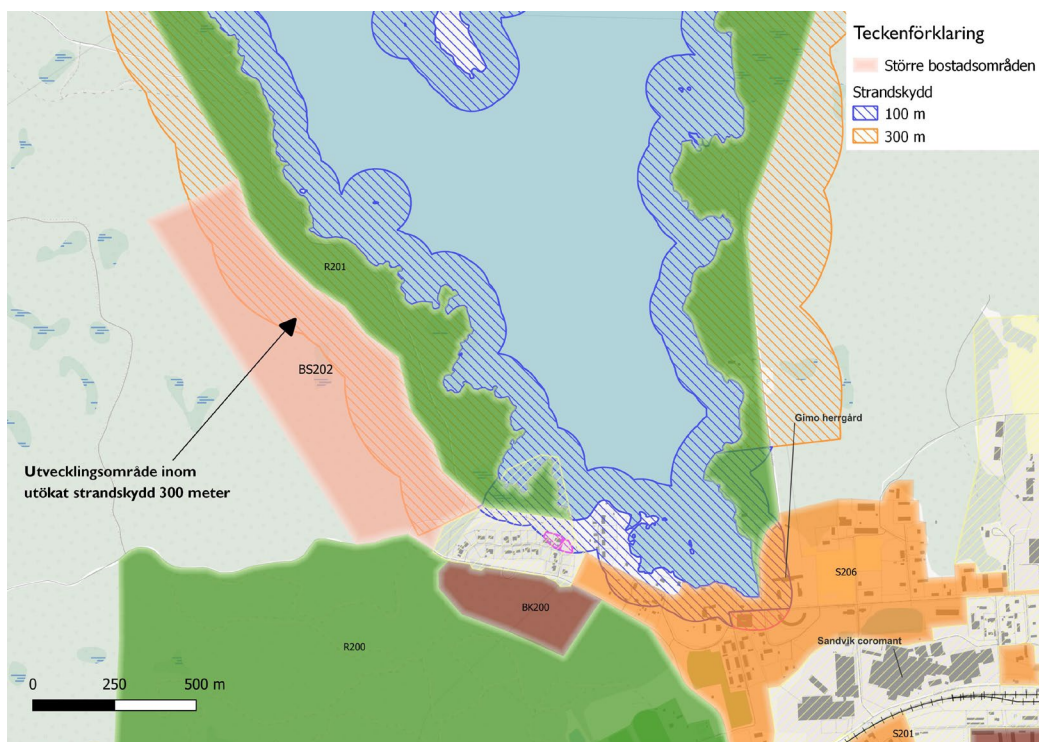 Teckenförklaring
Större bostadsområden
Strandskydd
100 m
300 m
R201
BS202
Gimo herrgård
Utvecklingsområde inom
utökat strandskydd 300 meter
S206
BK200
R200
Sandvik coromant
0 250 500 m
S201